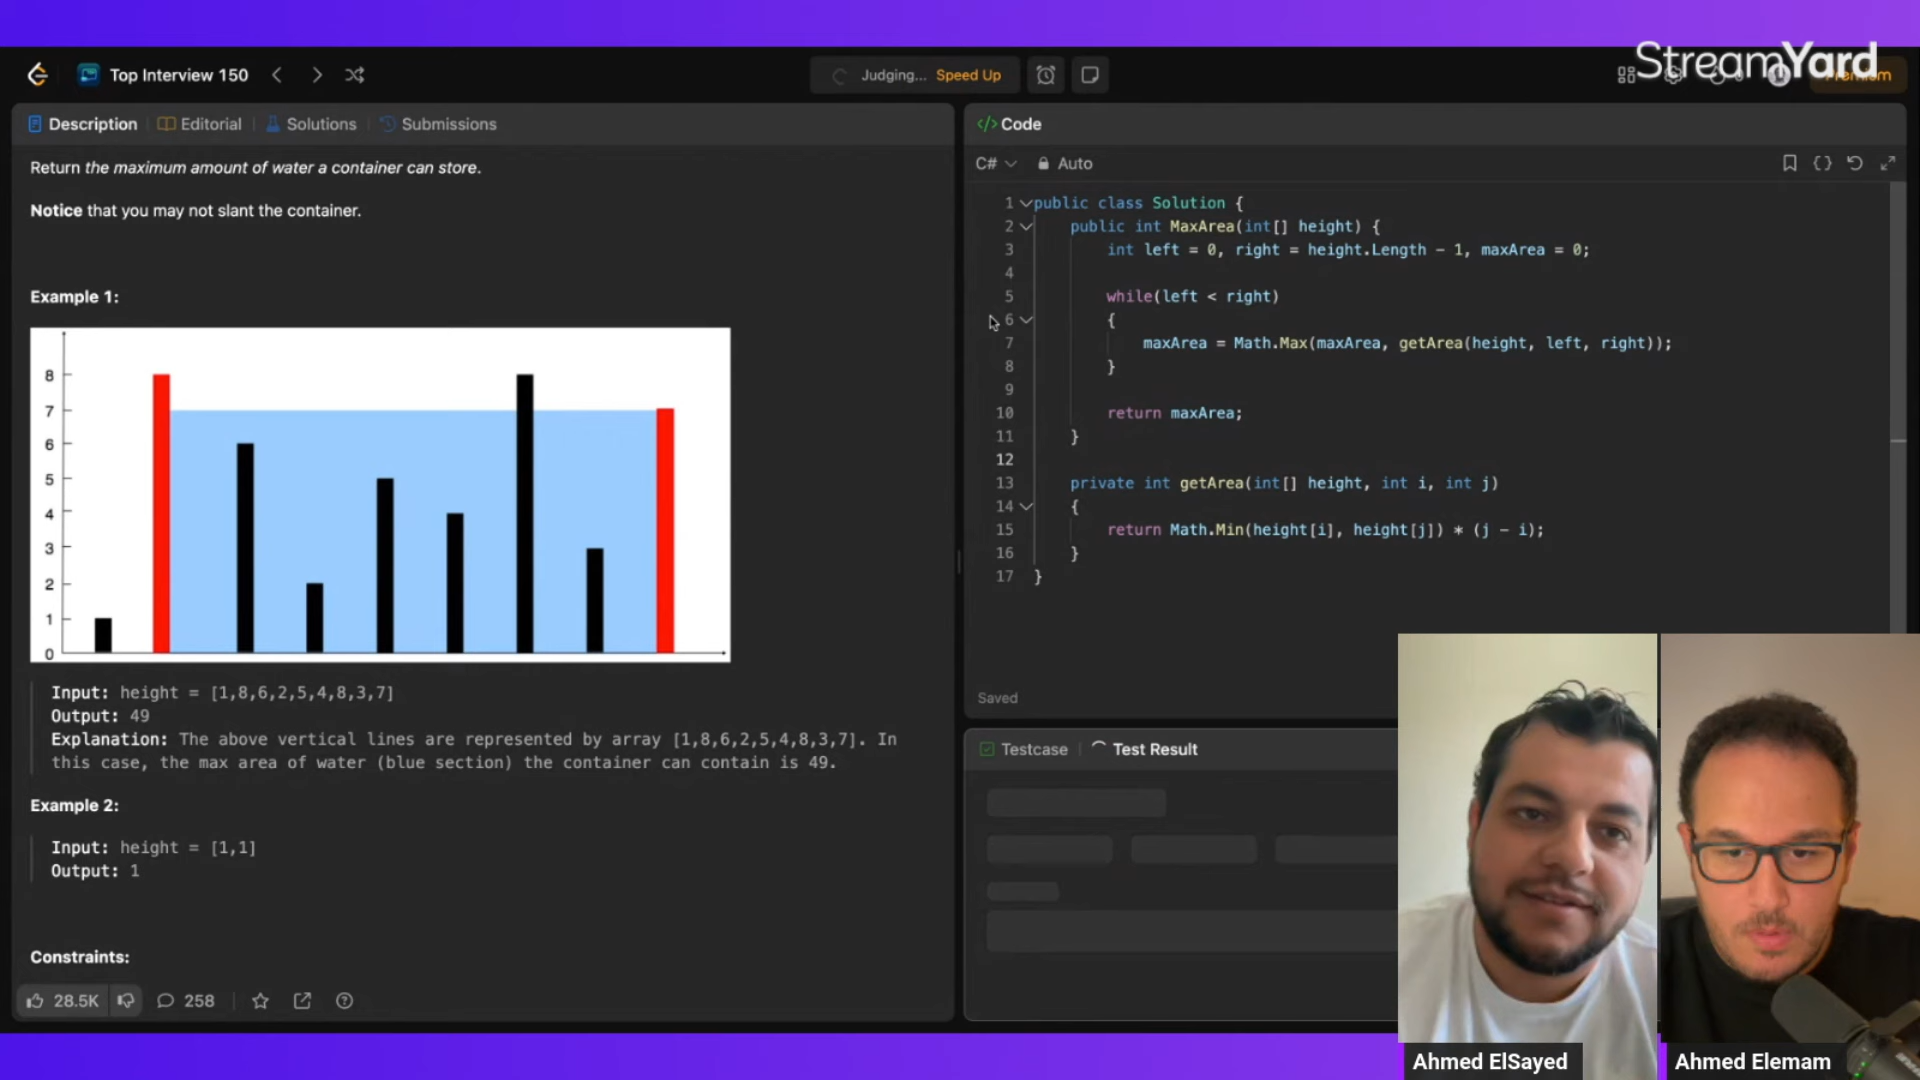 StreamYard
Top Interview 150
Judging... Speed Up
Description
Editorial
Solutions
Submissions
Return the maximum amount of water a container can store.
Notice that you may not slant the container.
Example 1:
8
7
6
5
4
3
2
1
0
Input: height = [1,8,6,2,5,4,8,3,7]
Output: 49
Explanation: The above vertical lines are represented by array [1,8,6,2,5,4,8,3,7]. In
this case, the max area of water (blue section) the container can contain is 49.
Example 2:
Input: height = [1,1]
Output: 1
Constraints:
28.5K
258
</> Code
C#
Auto
1 public class Solution {
2 public int MaxArea(int[] height) {
3 int left = 0, right = height.Length - 1, maxArea = 0;
4
5 while(left < right)
6 {
7 maxArea = Math.Max(maxArea, getArea(height, left, right));
8 }
9
10 return maxArea;
11 }
12
13 private int getArea(int[] height, int i, int j)
14 {
15 return Math.Min(height[i], height[j]) * (j - i);
16 }
17 }
Saved
Testcase
Test Result
Ahmed ElSayed
Ahmed Elemam